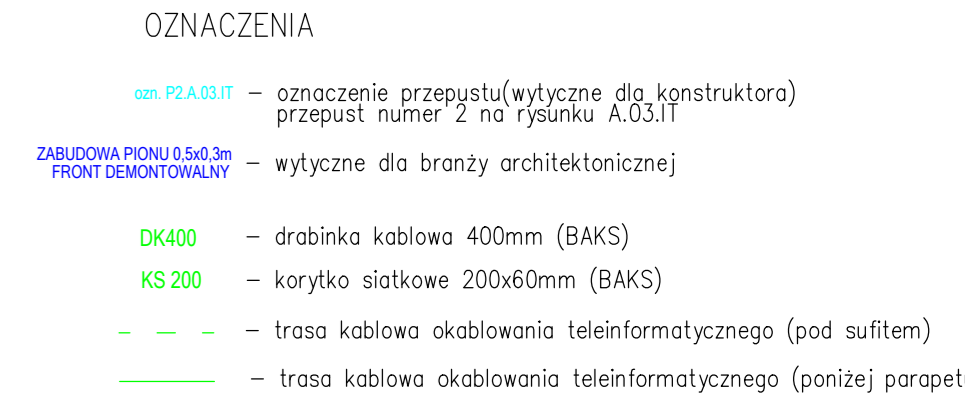 OZNACZENIA
ozn. P2.A.03.IT – oznaczenie przepustu(wytyczne dla konstruktora)
przepust numer 2 na rysunku A.03.IT
ZABUDOWA PIONU 0,5x0,3m
FRONT DEMONTOWALNY – wytyczne dla branży architektonicznej
DK400 – drabinka kablowa 400mm (BAKS)
KS 200 – korytko siatkowe 200x60mm (BAKS)
– trasa kablowa okablowania teleinformatycznego (pod sufitem)
– trasa kablowa okablowania teleinformatycznego (poniżej